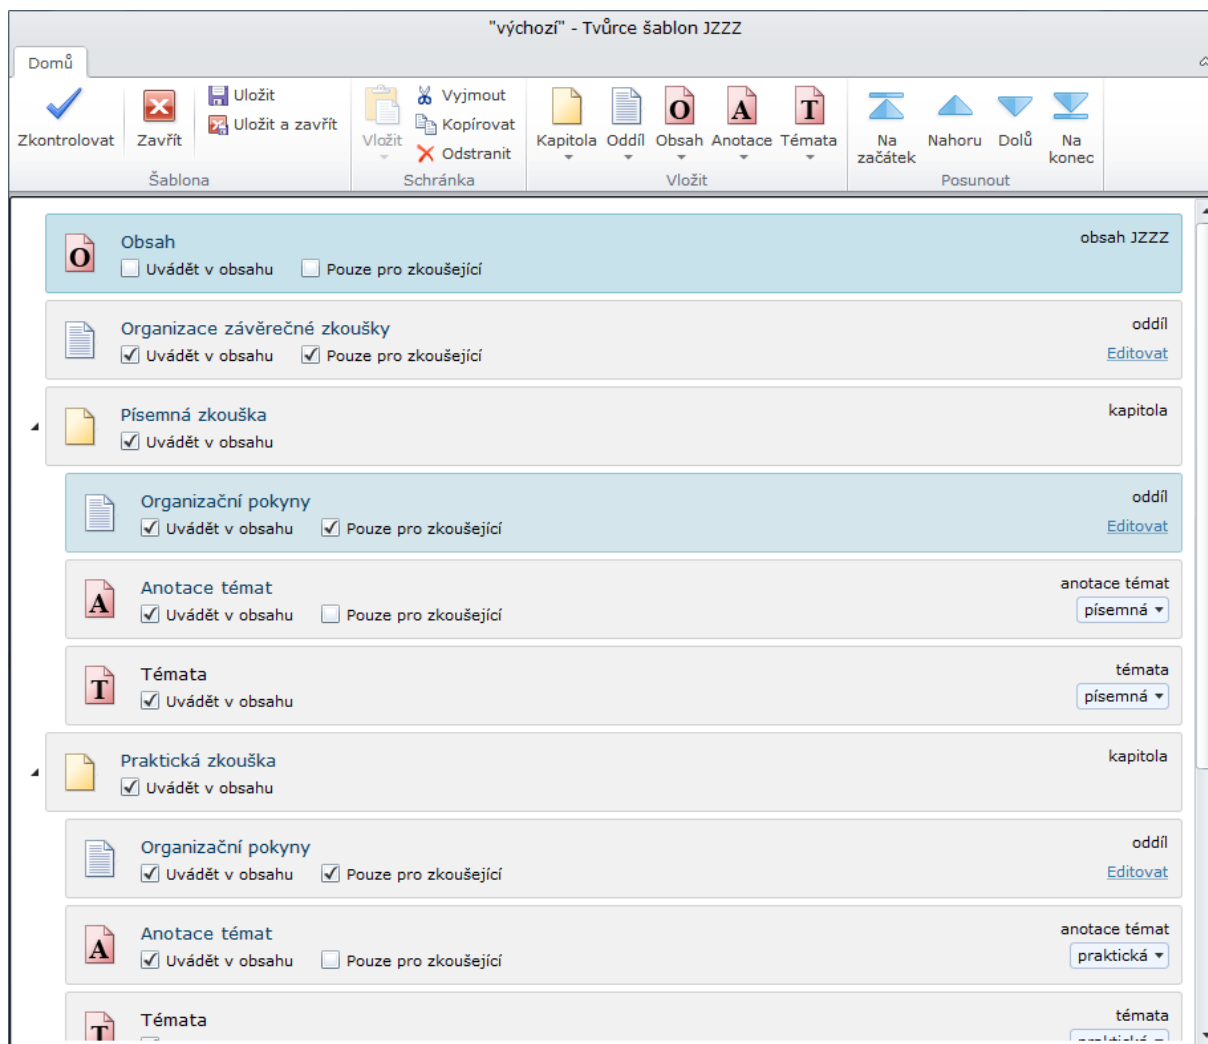 "výchozí" - Tvůrce šablon JZZZ
Domů
Zkontrolovat
Zavřít
Uložit
Uložit a zavřít
Šablona
Vložit
Vyjmout
Kopírovat
Odstranit
Schránka
Kapitola
Oddíl
Obsah
Anotace
Témata
Vložit
Na začátek
Nahoru
Dolů
Na konec
Posunout
O
Obsah
obsah JZZZ
Uvádět v obsahu
Pouze pro zkoušející
Organizace závěrečné zkoušky
oddíl
Uvádět v obsahu
Pouze pro zkoušející
Editovat
Písemná zkouška
kapitola
Uvádět v obsahu
Organizační pokyny
oddíl
Uvádět v obsahu
Pouze pro zkoušející
Editovat
A
Anotace témat
anotace témat
Uvádět v obsahu
Pouze pro zkoušející
písemná
T
Témata
témata
Uvádět v obsahu
písemná
Praktická zkouška
kapitola
Uvádět v obsahu
Organizační pokyny
oddíl
Uvádět v obsahu
Pouze pro zkoušející
Editovat
A
Anotace témat
anotace témat
Uvádět v obsahu
Pouze pro zkoušející
praktická
T
Témata
témata